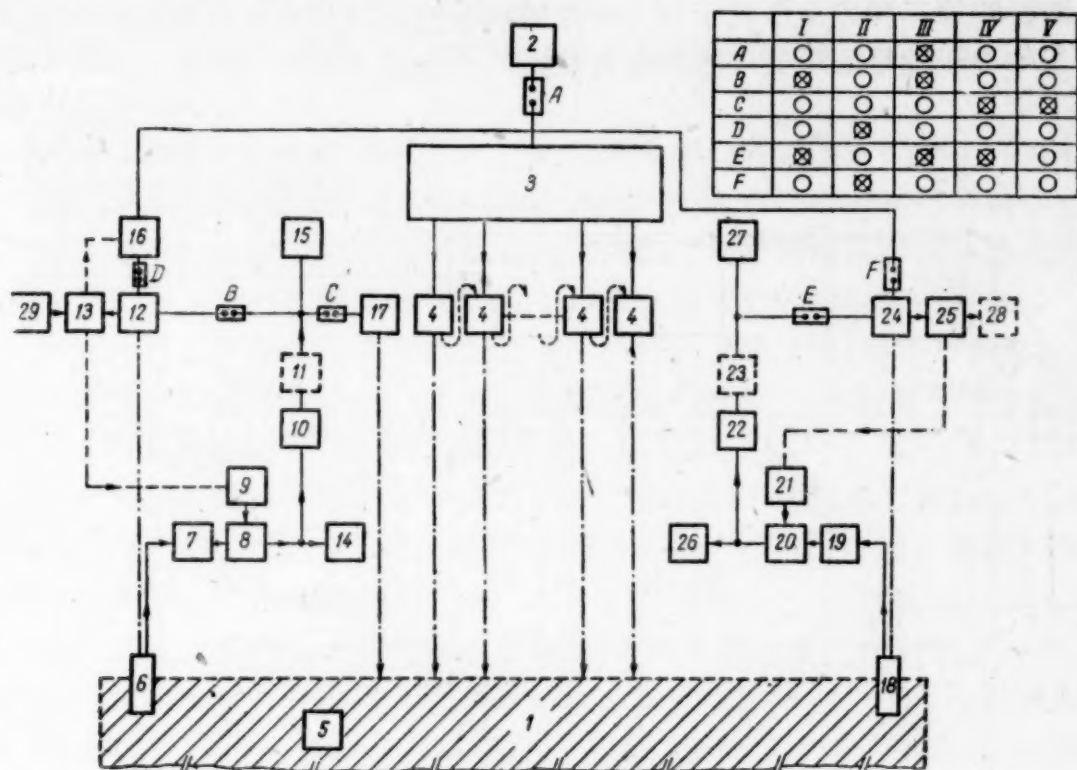 I II III IV V
A ○ ○ ⊗ ○ ○
B ⊗ ○ ⊗ ○ ○
C ○ ○ ○ ⊗ ⊗
D ○ ⊗ ○ ○ ○
E ⊗ ○ ⊗ ⊗ ○
F ○ ⊗ ○ ○ ○
2
A
3
16
15
27
D
F
B
C
E
29
13
12
17
4
4
4
4
24
25
28
11
23
10
22
9
21
7
8
14
26
20
19
6
18
5
1